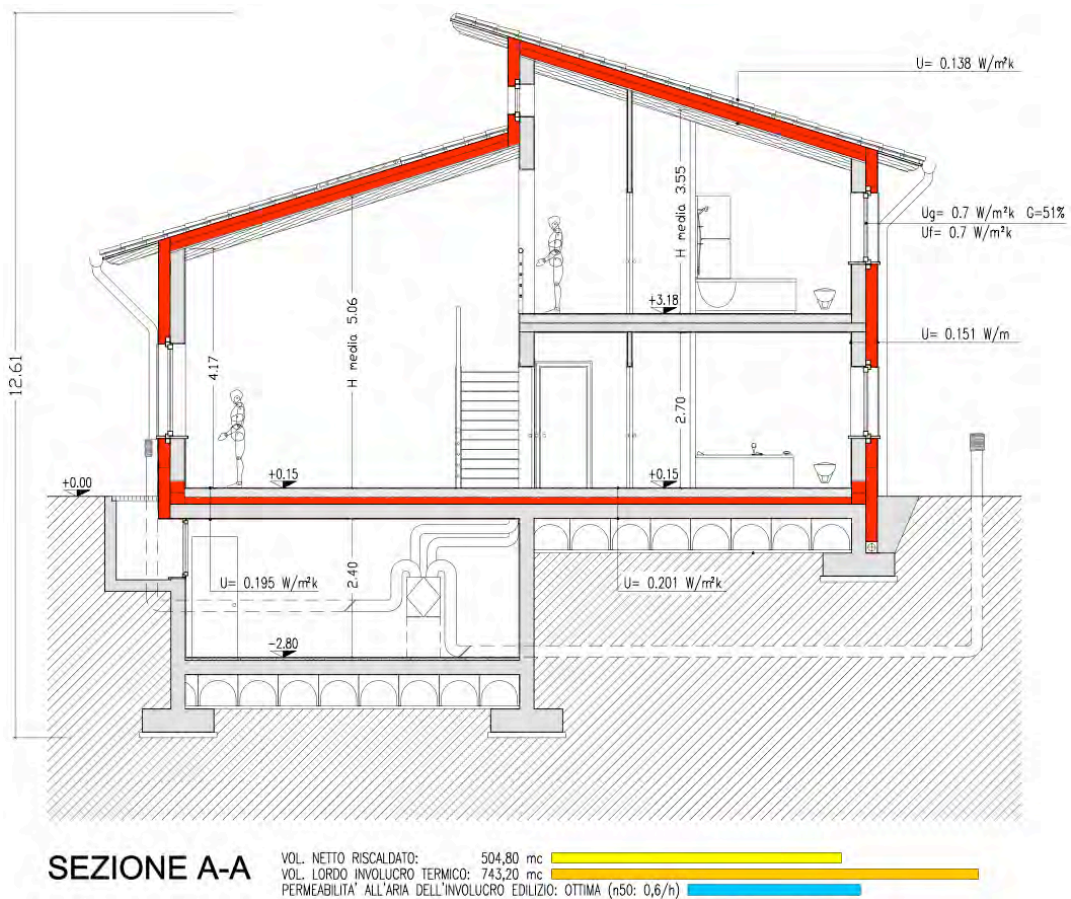 U= 0.138 W/m²k
H media 3.55
Ug= 0.7 W/m²k G=51%
Uf= 0.7 W/m²k
+3.18
U= 0.151 W/m
12.61
4.17
H media 5.06
2.70
+0.15
+0.15
+0.00
U= 0.195 W/m²k
2.40
U= 0.201 W/m²k
-2.80
SEZIONE A-A
VOL. NETTO RISCALDATO: 504,80 mc
VOL. LORDO INVOLUCRO TERMICO: 743,20 mc
PERMEABILITA' ALL'ARIA DELL'INVOLUCRO EDILIZIO: OTTIMA (n50: 0,6/h)